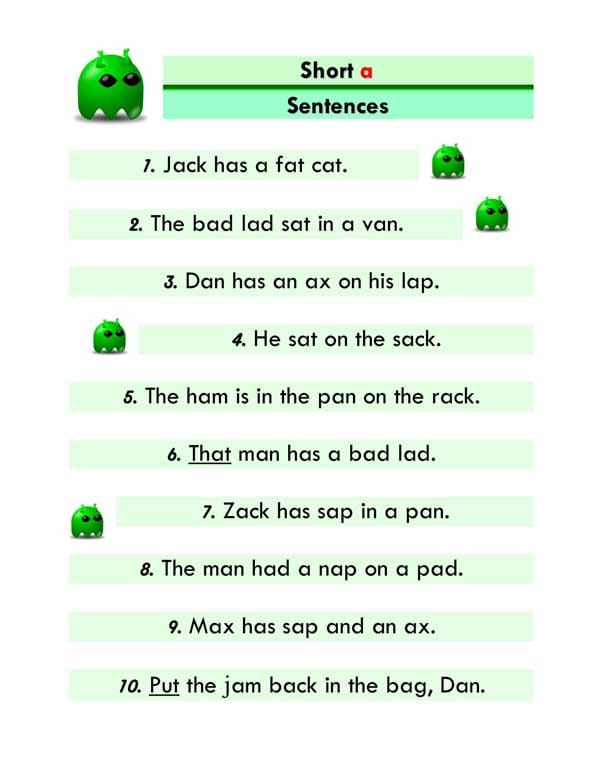 Short a
Sentences
1. Jack has a fat cat.
2. The bad lad sat in a van.
3. Dan has an ax on his lap.
4. He sat on the sack.
5. The ham is in the pan on the rack.
6. That man has a bad lad.
7. Zack has sap in a pan.
8. The man had a nap on a pad.
9. Max has sap and an ax.
10. Put the jam back in the bag, Dan.